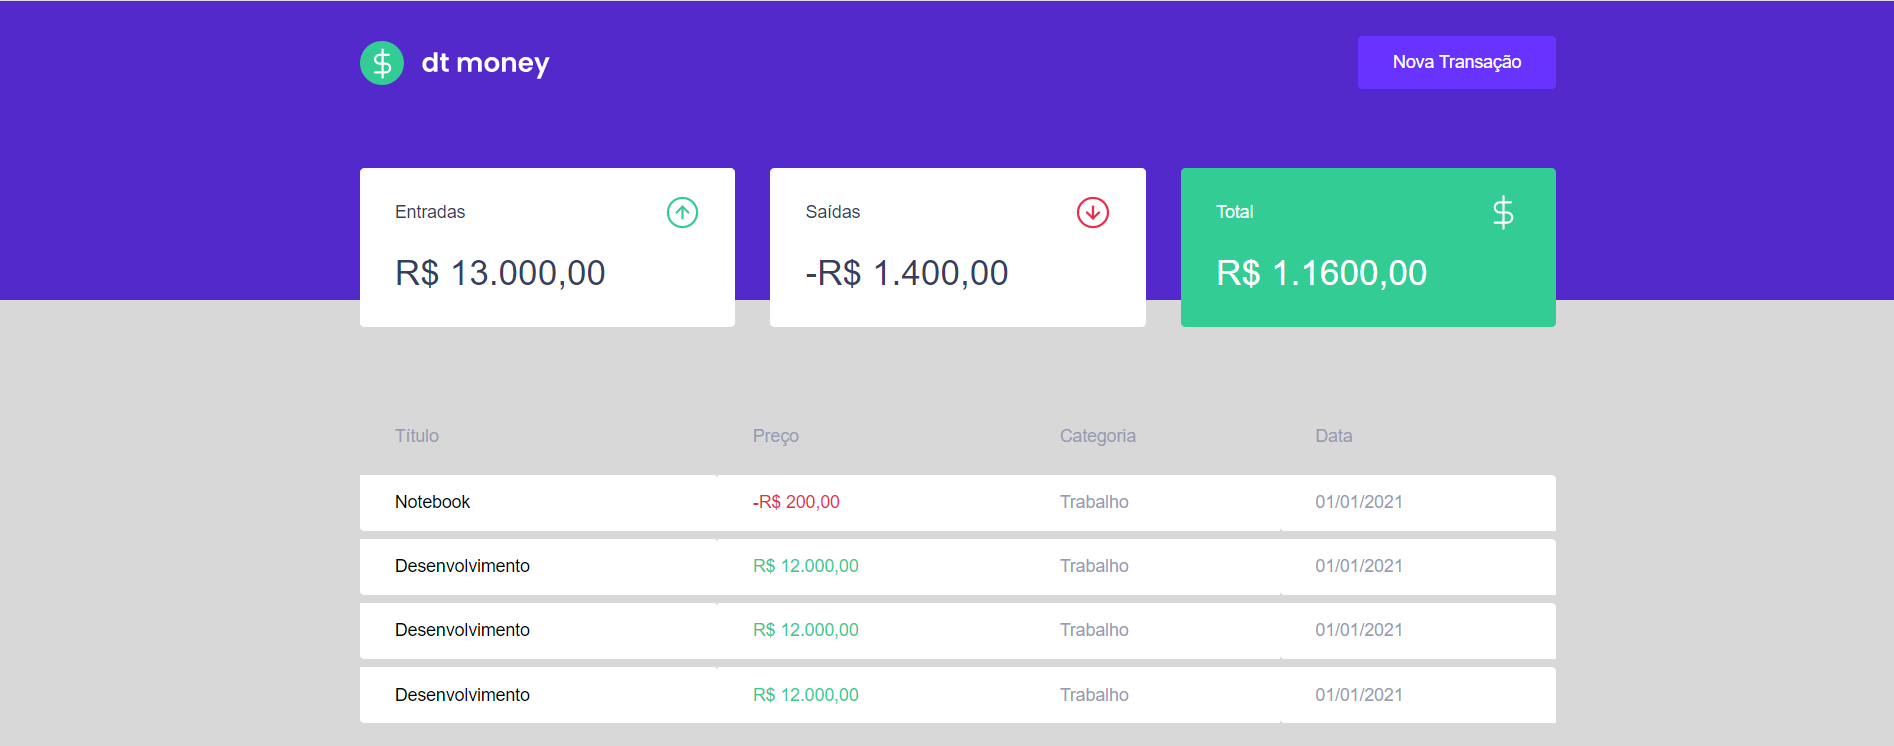 $ dt money
Nova Transação
Entradas
R$ 13.000,00
Saídas
-R$ 1.400,00
Total $
R$ 1.1600,00
Título Preço Categoria Data
Notebook -R$ 200,00 Trabalho 01/01/2021
Desenvolvimento R$ 12.000,00 Trabalho 01/01/2021
Desenvolvimento R$ 12.000,00 Trabalho 01/01/2021
Desenvolvimento R$ 12.000,00 Trabalho 01/01/2021